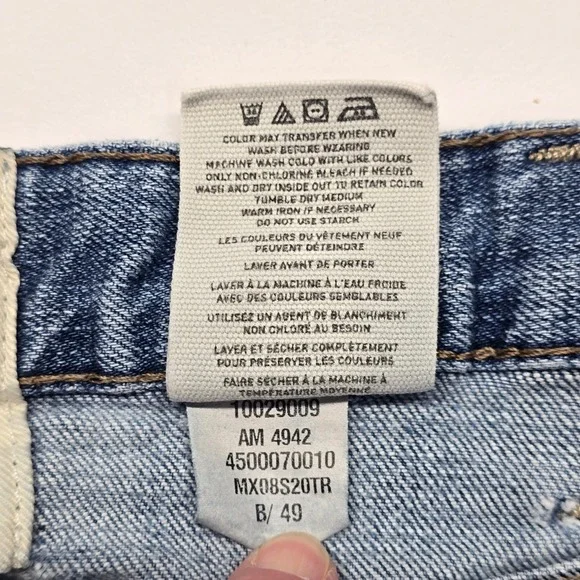 COLOR MAY TRANSFER WHEN NEW
WASH BEFORE WEARING
MACHINE WASH COLD WITH LIKE COLORS
ONLY NON-CHLORINE BLEACH IF NEEDED
WASH AND DRY INSIDE OUT TO RETAIN COLOR
TUMBLE DRY MEDIUM
WARM IRON IF NECESSARY
DO NOT USE STARCH
LES COULEURS DU VÊTEMENT NEUF
PEUVENT DÉTEINDRE
LAVER AVANT DE PORTER
LAVER À LA MACHINE À L'EAU FROIDE
AVEC DES COULEURS SEMBLABLES
UTILISEZ UN AGENT DE BLANCHIMENT
NON CHLORÉ AU BESOIN
LAVER ET SÉCHER COMPLÈTEMENT
POUR PRÉSERVER LES COULEURS
FAIRE SÉCHER À LA MACHINE À
TEMPÉRATURE MOYENNE
10029009
AM 4942
4500070010
MX08S20TR
B/ 49